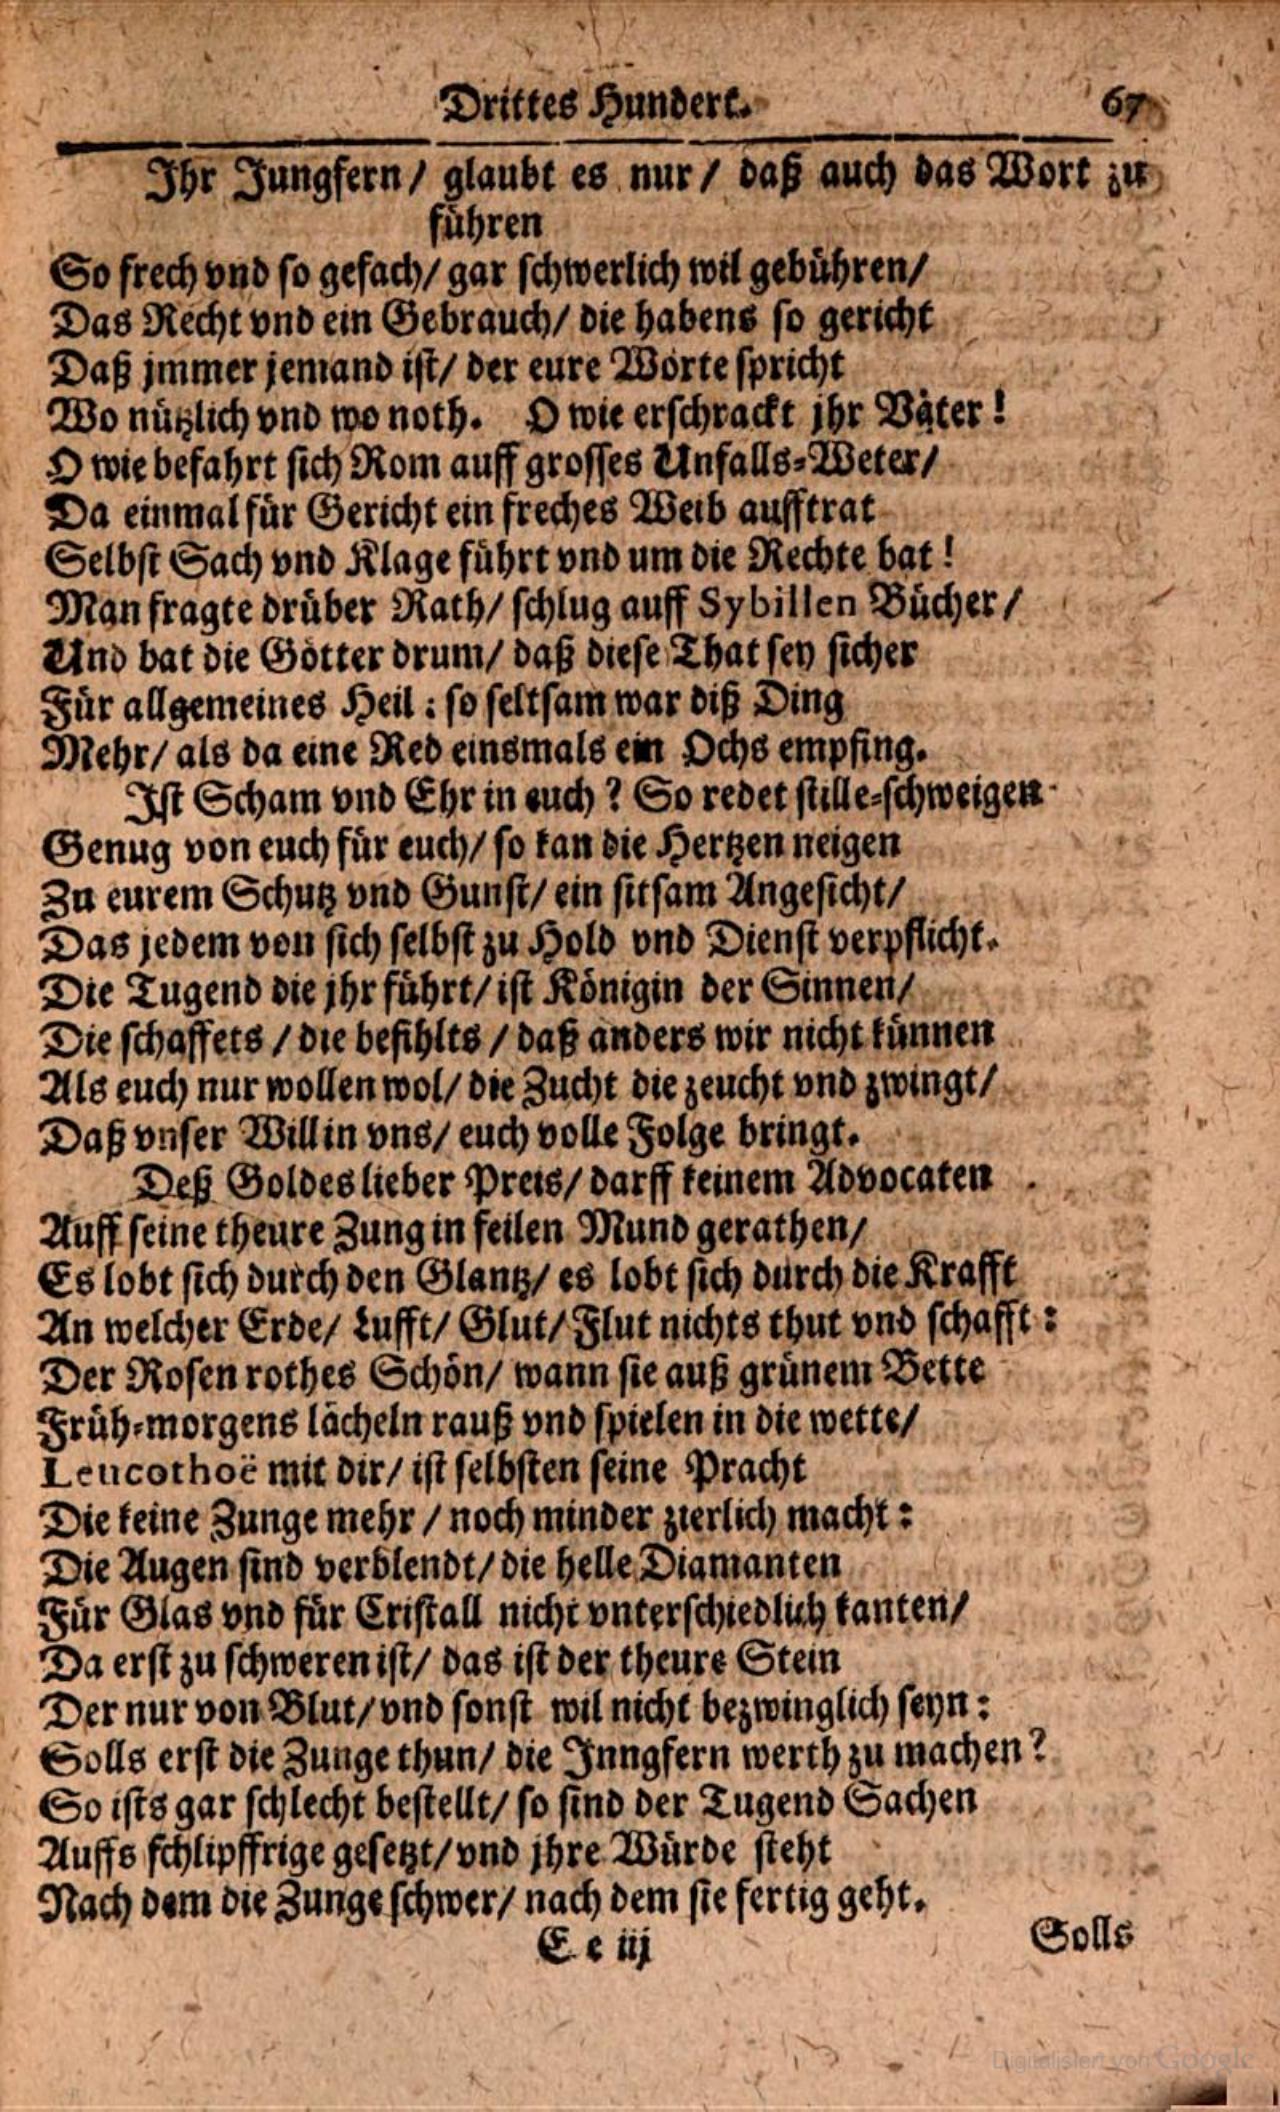 Drittes Hundert. 67
Ihr Jungfern / glaubt es nur / daß auch das Wort zu
führen
So frech vnd so gefach / gar schwerlich wil gebühren /
Das Recht vnd ein Gebrauch / die habens so gericht
Daß jmmer jemand ist / der eure Worte spricht
Wo nützlich vnd wo noth. O wie erschrackt jhr Väter!
O wie befahrt sich Rom auff grosses Unfalls-Weter /
Da einmal für Gericht ein freches Weib aufftrat
Selbst Sach vnd Klage führt vnd um die Rechte bat!
Man fragte drüber Rath / schlug auff Sybillen Bücher /
Und bat die Götter drum / daß diese That sey sicher
Für allgemeines Heil: so seltsam war diß Ding
Mehr / als da eine Red einsmals ein Ochs empfing.
Ist Scham vnd Ehr in euch? So redet stille-schweigen
Genug von euch für euch / so kan die Hertzen neigen
Zu eurem Schutz vnd Gunst / ein sitsam Angesicht /
Das jedem von sich selbst zu Hold vnd Dienst verpflicht.
Die Tugend die jhr führt / ist Königin der Sinnen /
Die schaffets / die befihlts / daß anders wir nicht künnen
Als euch nur wollen wol / die Zucht die zeucht vnd zwingt /
Daß vnser Will in vns / euch volle Folge bringt.
Deß Goldes lieber Preis / darff keinem Advocaten
Auff seine theure Zung in feilen Mund gerathen /
Es lobt sich durch den Glantz / es lobt sich durch die Krafft
An welcher Erde / Lufft / Glut / Flut nichts thut vnd schafft:
Der Rosen rothes Schön / wann sie auß grünem Bette
Früh-morgens lächeln rauß vnd spielen in die wette /
Leucothoë mit dir / ist selbsten seine Pracht
Die keine Zunge mehr / noch minder zierlich macht:
Die Augen sind verblendt / die helle Diamanten
Für Glas vnd für Cristall nicht vnterschiedlich kanten /
Da erst zu schweren ist / das ist der theure Stein
Der nur von Blut / vnd sonst wil nicht bezwinglich seyn:
Solls erst die Zunge thun / die Inngfern werth zu machen?
So ists gar schlecht bestellt / so sind der Tugend Sachen
Auffs schlipffrige gesetzt / vnd jhre Würde steht
Nach dem die Zunge schwer / nach dem sie fertig geht.
E e iij Solls
Digitalisiert von Google